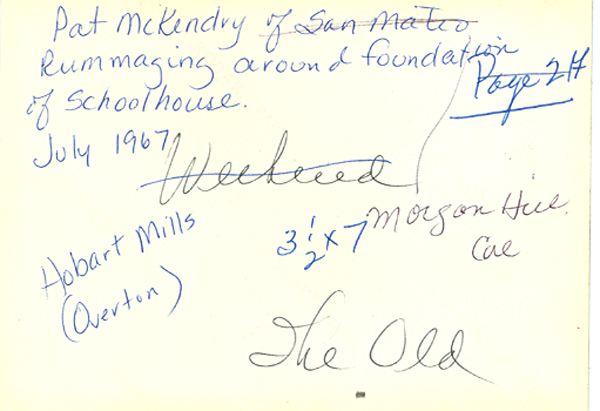 Pat McKendry of San Mateo
Rummaging around foundation
of Schoolhouse.
Page 2H
July 1967
Weekend
Hobart Mills
(Overton)
3 1/2 x 7
Morgan Hill.
Cal
The Old